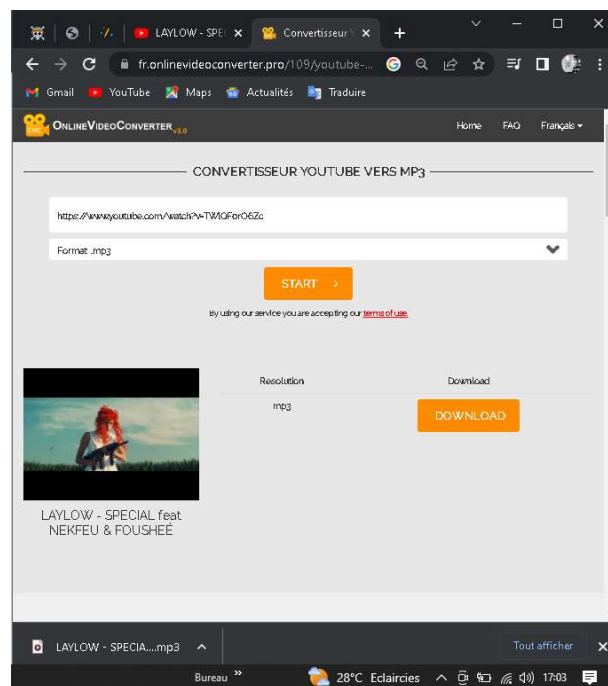 LAYLOW - SPE
Convertisseur
fr.onlinevideoconverter.pro/109/youtube-...
Gmail YouTube Maps Actualités Traduire
OVC ONLINEVIDEOCONVERTER v3.0
Home FAQ Français
CONVERTISSEUR YOUTUBE VERS MP3
https://www.youtube.com/watch?v=TWlQForO6Zc
Format .mp3
START >
By using our service you are accepting our terms of use.
Resolution Download
mp3 DOWNLOAD
LAYLOW - SPECIAL feat
NEKFEU & FOUSHEÉ
LAYLOW - SPECIA....mp3
Tout afficher
Bureau » 28°C Eclaircies 17:03